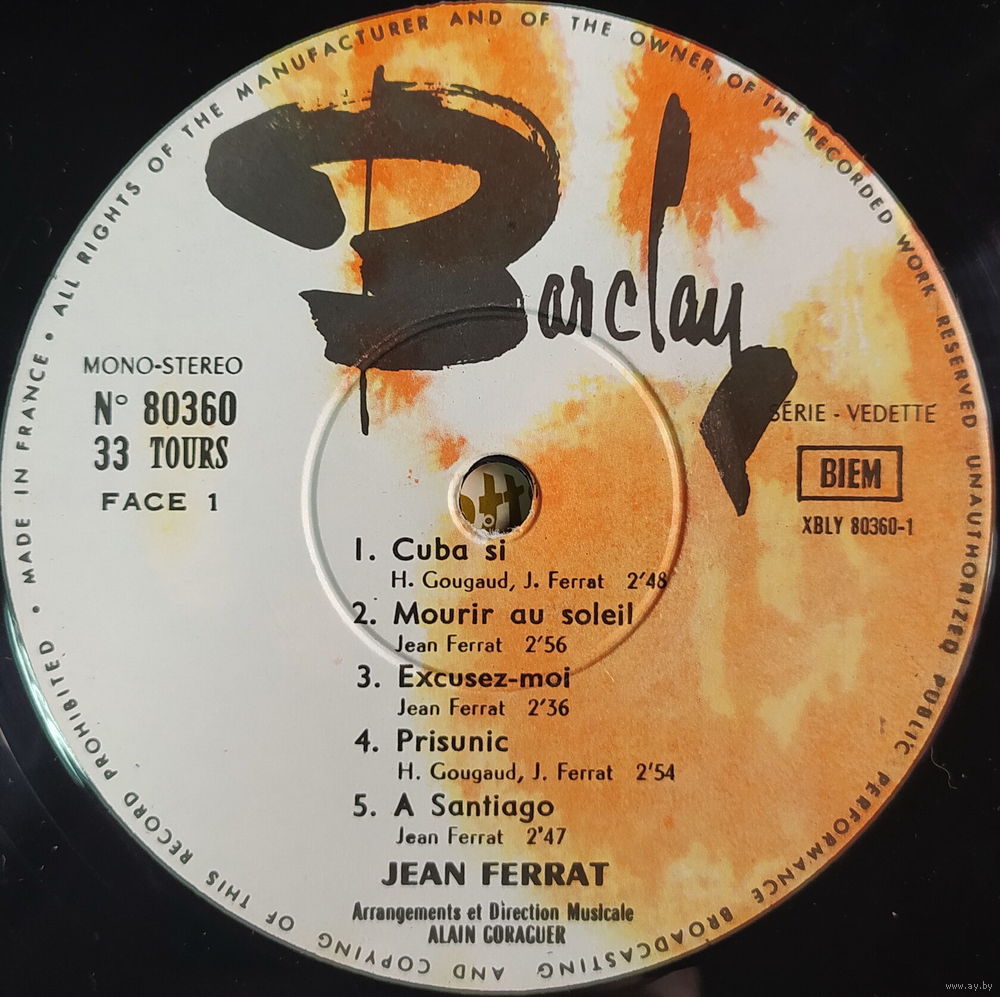 ALL RIGHTS OF THE MANUFACTURER AND OF THE OWNER OF THE RECORDED WORK RESERVED UNAUTHORIZED PUBLIC PERFORMANCE BROADCASTING AND COPYING OF THIS RECORD PROHIBITED • MADE IN FRANCE •
Barclay
MONO-STEREO
N° 80360
33 TOURS
FACE 1
SÉRIE - VEDETTE
BIEM
XBLY 80360-1
1. Cuba si
H. Gougaud, J. Ferrat 2'48
2. Mourir au soleil
Jean Ferrat 2'56
3. Excusez-moi
Jean Ferrat 2'36
4. Prisunic
H. Gougaud, J. Ferrat 2'54
5. A Santiago
Jean Ferrat 2'47
JEAN FERRAT
Arrangements et Direction Musicale
ALAIN GORAGUER
www.ay.by